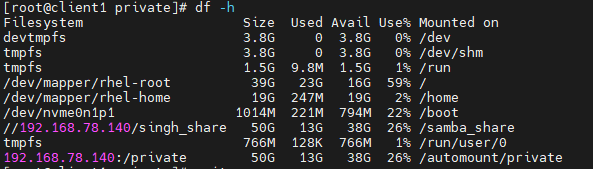 [root@client1 private]# df -h
Filesystem Size Used Avail Use% Mounted on
devtmpfs 3.8G 0 3.8G 0% /dev
tmpfs 3.8G 0 3.8G 0% /dev/shm
tmpfs 1.5G 9.8M 1.5G 1% /run
/dev/mapper/rhel-root 39G 23G 16G 59% /
/dev/mapper/rhel-home 19G 247M 19G 2% /home
/dev/nvme0n1p1 1014M 221M 794M 22% /boot
//192.168.78.140/singh_share 50G 13G 38G 26% /samba_share
tmpfs 766M 128K 766M 1% /run/user/0
192.168.78.140:/private 50G 13G 38G 26% /automount/private